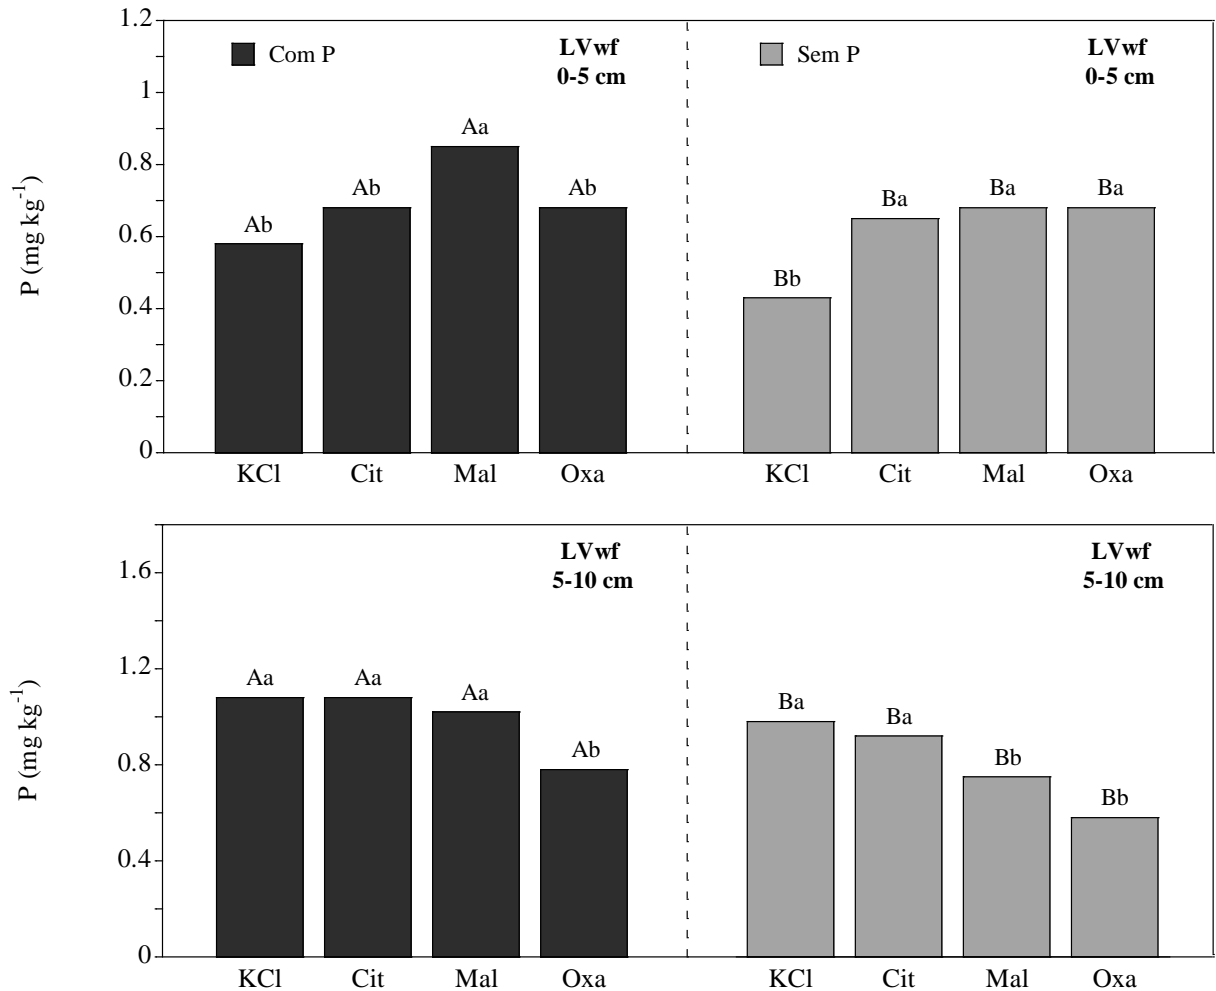 1.2
1
0.8
0.6
0.4
0.2
0
P (mg kg-1)
Com P
LVwf
0-5 cm
Ab
Ab
Aa
Ab
KCl Cit Mal Oxa
Sem P
LVwf
0-5 cm
Bb
Ba
Ba
Ba
KCl Cit Mal Oxa
1.6
1.2
0.8
0.4
0
P (mg kg-1)
LVwf
5-10 cm
Aa
Aa
Aa
Ab
KCl Cit Mal Oxa
LVwf
5-10 cm
Ba
Ba
Bb
Bb
KCl Cit Mal Oxa